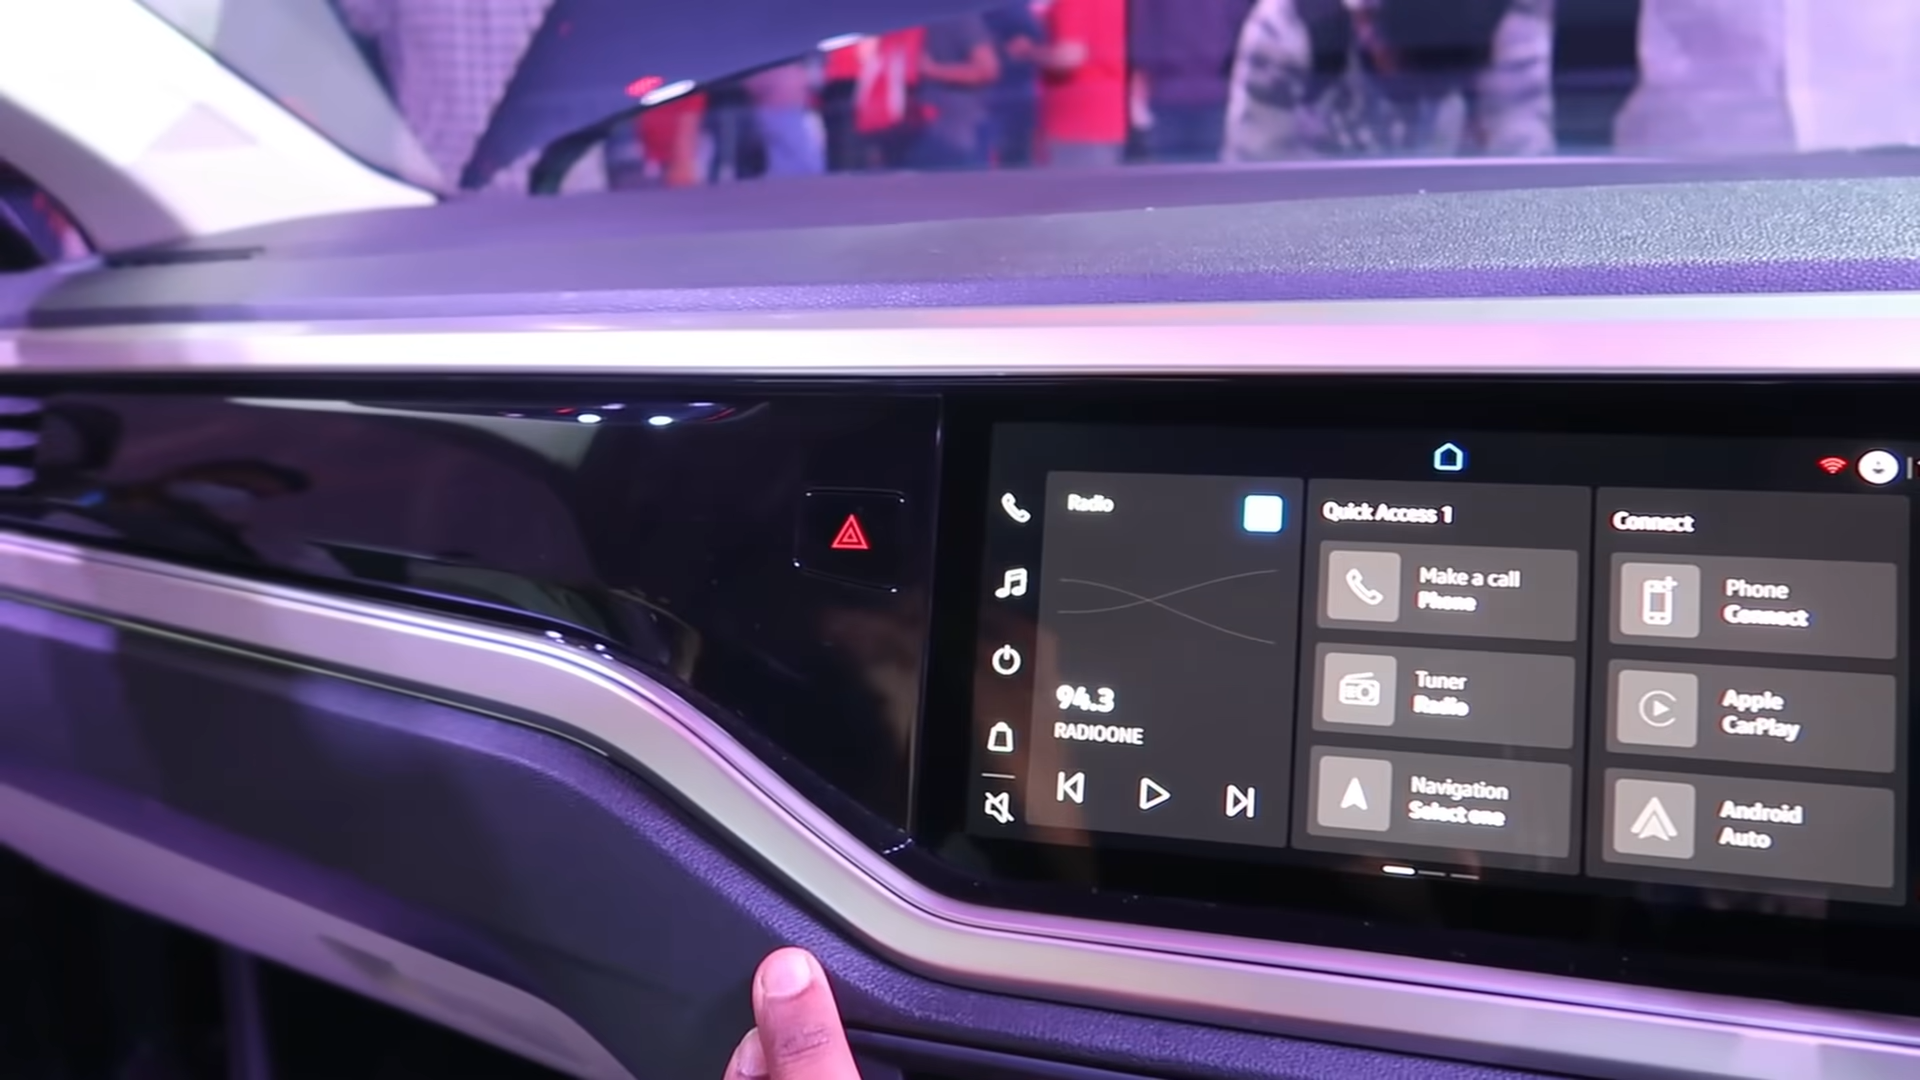 Radio
94.3
RADIOONE
Quick Access 1
Make a call
Phone
Tuner
Radio
Navigation
Select one
Connect
Phone
Connect
Apple
CarPlay
Android
Auto